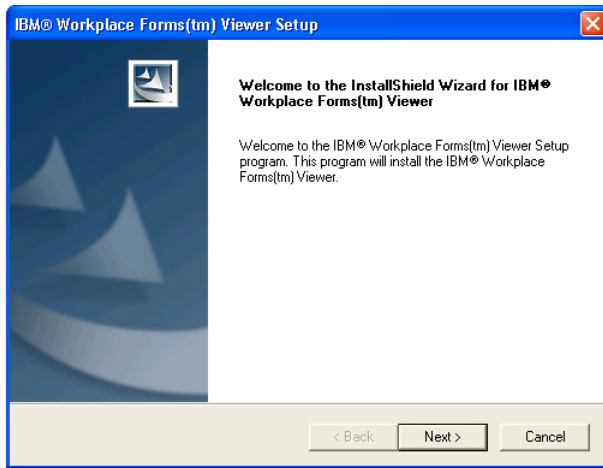 IBM® Workplace Forms(tm) Viewer Setup
Welcome to the InstallShield Wizard for IBM®
Workplace Forms(tm) Viewer
Welcome to the IBM® Workplace Forms(tm) Viewer Setup
program. This program will install the IBM® Workplace
Forms(tm) Viewer.
< Back Next > Cancel